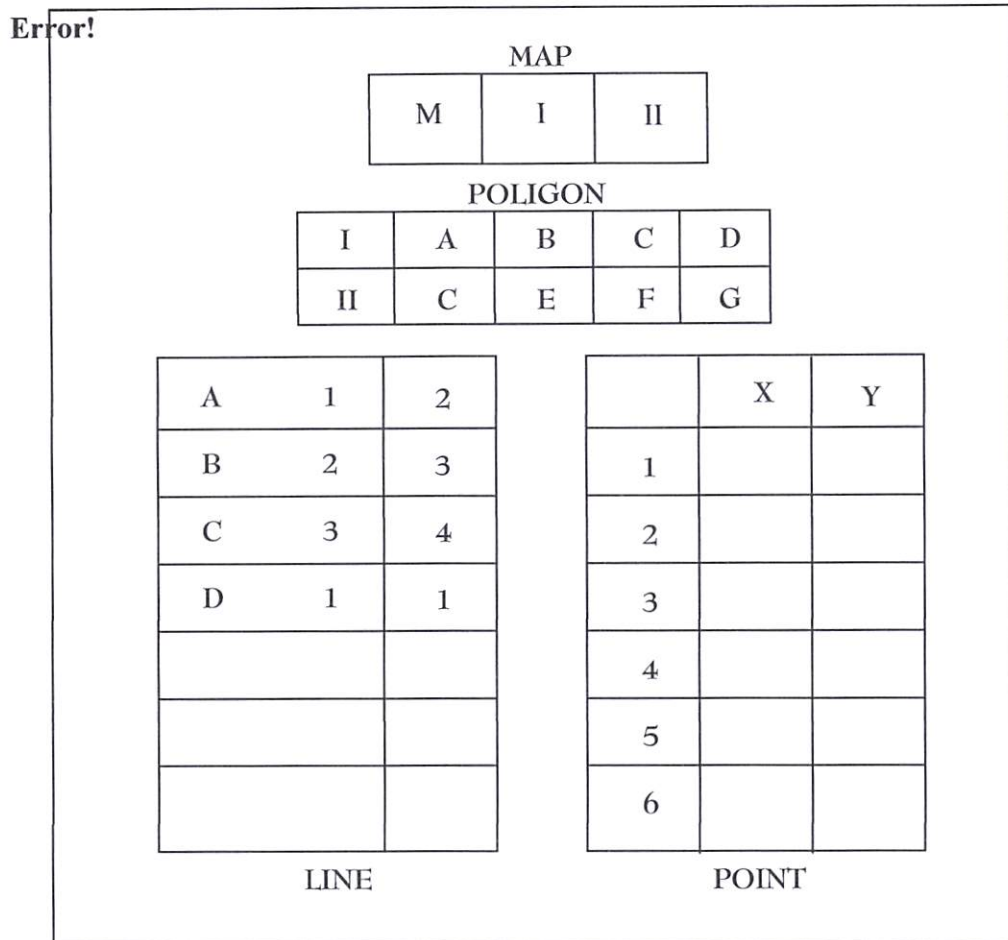 Error!
MAP
M I II
POLIGON
I A B C D
II C E F G
A 1 2
B 2 3
C 3 4
D 1 1
LINE
X Y
1
2
3
4
5
6
POINT